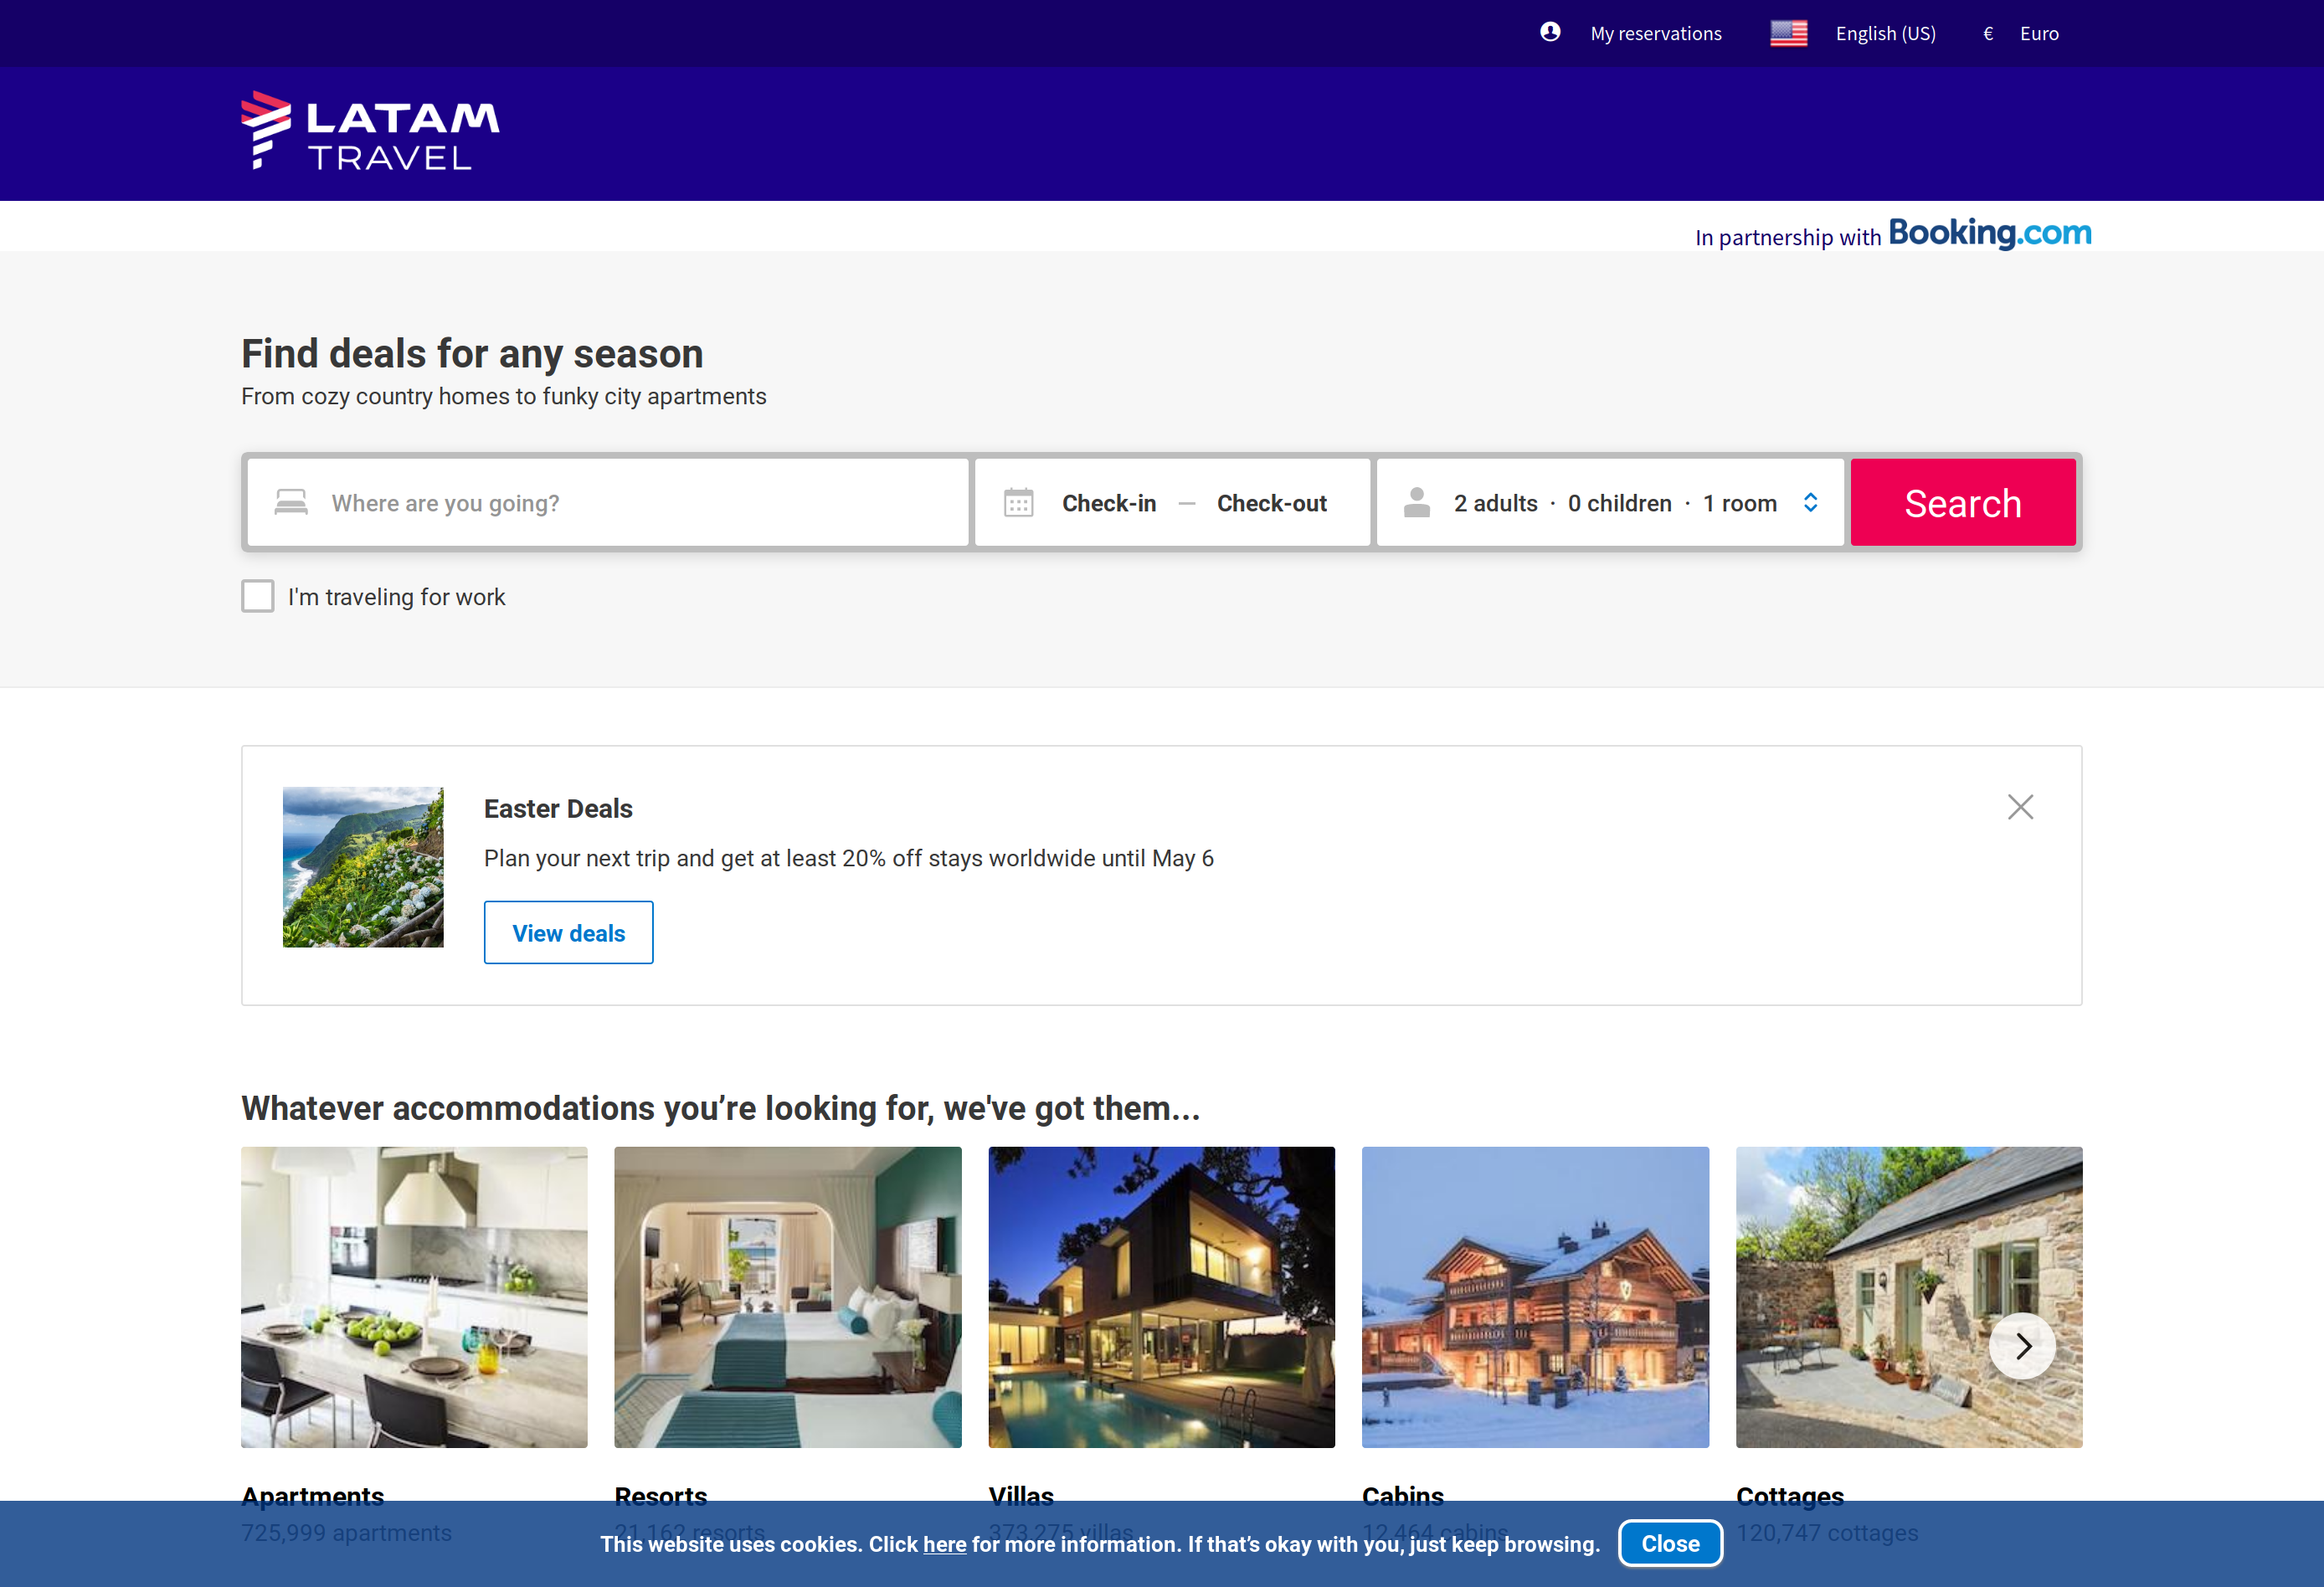 My reservations English (US) € Euro
LATAM
TRAVEL
In partnership with Booking.com
Find deals for any season
From cozy country homes to funky city apartments
Where are you going? Check-in — Check-out 2 adults · 0 children · 1 room Search
I'm traveling for work
Easter Deals
Plan your next trip and get at least 20% off stays worldwide until May 6
View deals
Whatever accommodations you’re looking for, we've got them...
Apartments Resorts Villas Cabins Cottages
725,999 apartments 21,162 resorts 373,275 villas 12,464 cabins 120,747 cottages
This website uses cookies. Click here for more information. If that’s okay with you, just keep browsing. Close